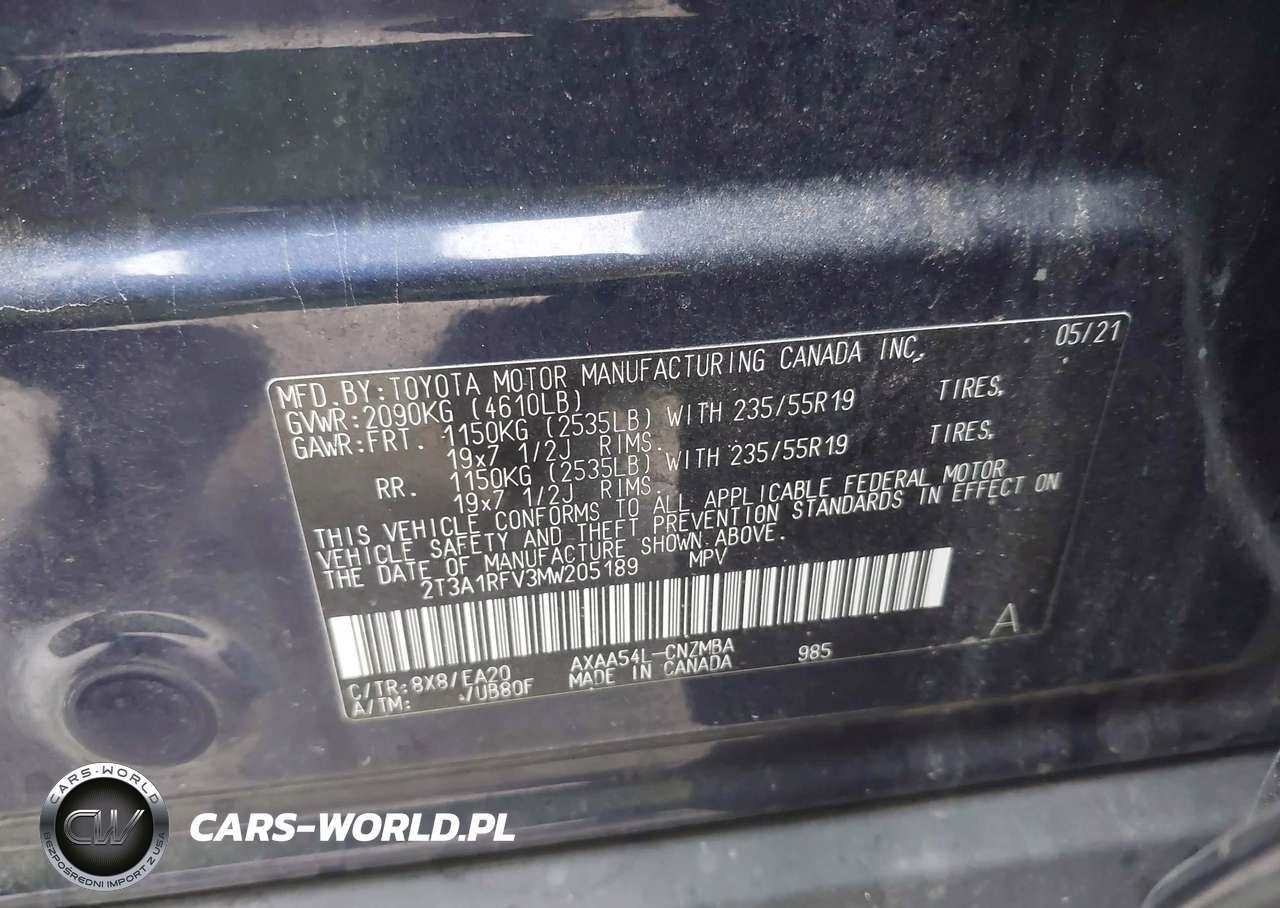 05/21
MFD.BY:TOYOTA MOTOR MANUFACTURING CANADA INC.
GVWR:2090KG (4610LB)
GAWR:FRT. 1150KG (2535LB) WITH 235/55R19 TIRES,
19x7 1/2J RIMS.
RR. 1150KG (2535LB) WITH 235/55R19 TIRES,
19x7 1/2J RIMS.
THIS VEHICLE CONFORMS TO ALL APPLICABLE FEDERAL MOTOR
VEHICLE SAFETY AND THEFT PREVENTION STANDARDS IN EFFECT ON
THE DATE OF MANUFACTURE SHOWN ABOVE.
2T3A1RFV3MW205189 MPV
A
C/TR:8X8/EA20 AXAA54L-CNZMBA 985
A/TM: /UB80F MADE IN CANADA
CARS-WORLD
CW
BEZPOŚREDNI IMPORT Z USA
CARS-WORLD.PL